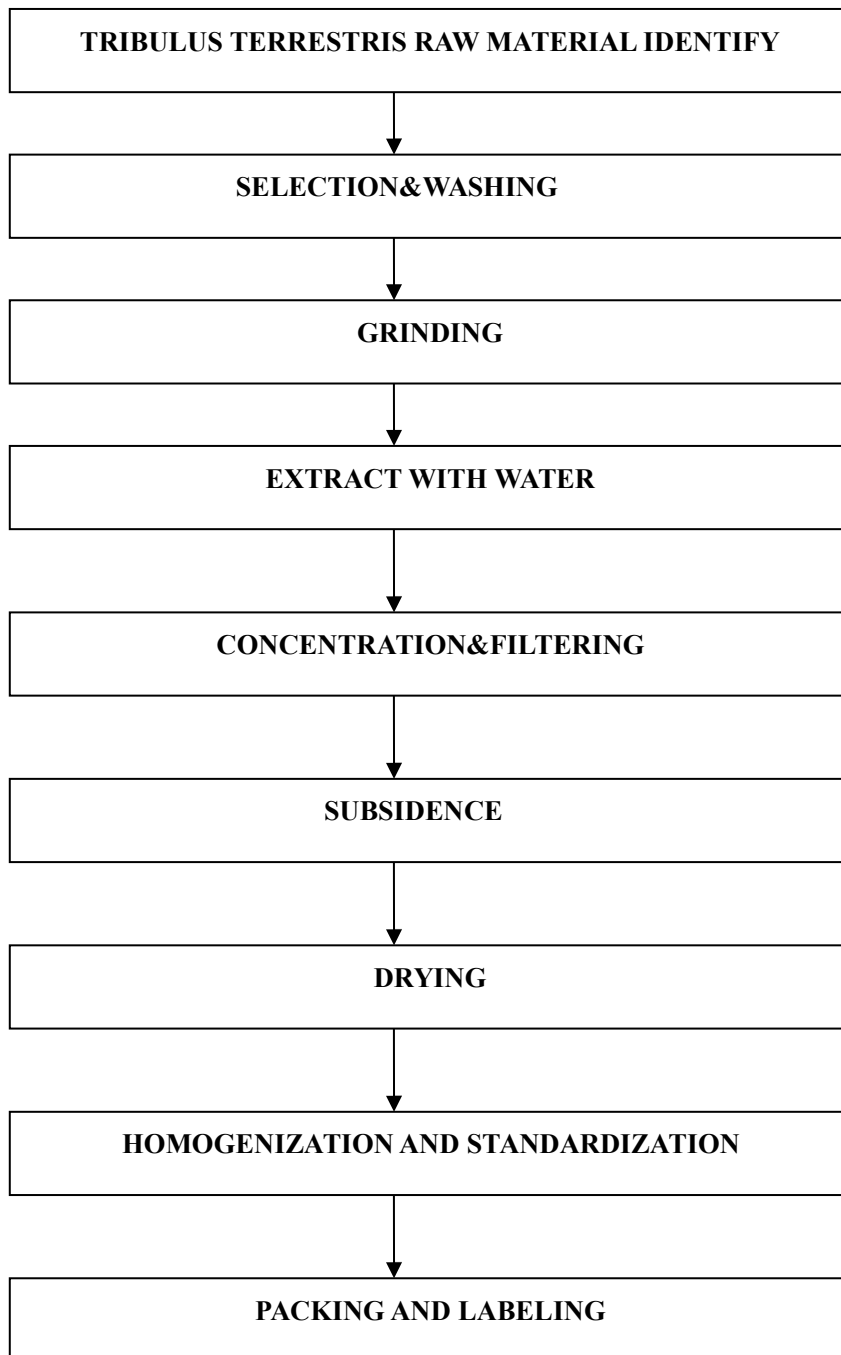 TRIBULUS TERRESTRIS RAW MATERIAL IDENTIFY
SELECTION&WASHING
GRINDING
EXTRACT WITH WATER
CONCENTRATION&FILTERING
SUBSIDENCE
DRYING
HOMOGENIZATION AND STANDARDIZATION
PACKING AND LABELING